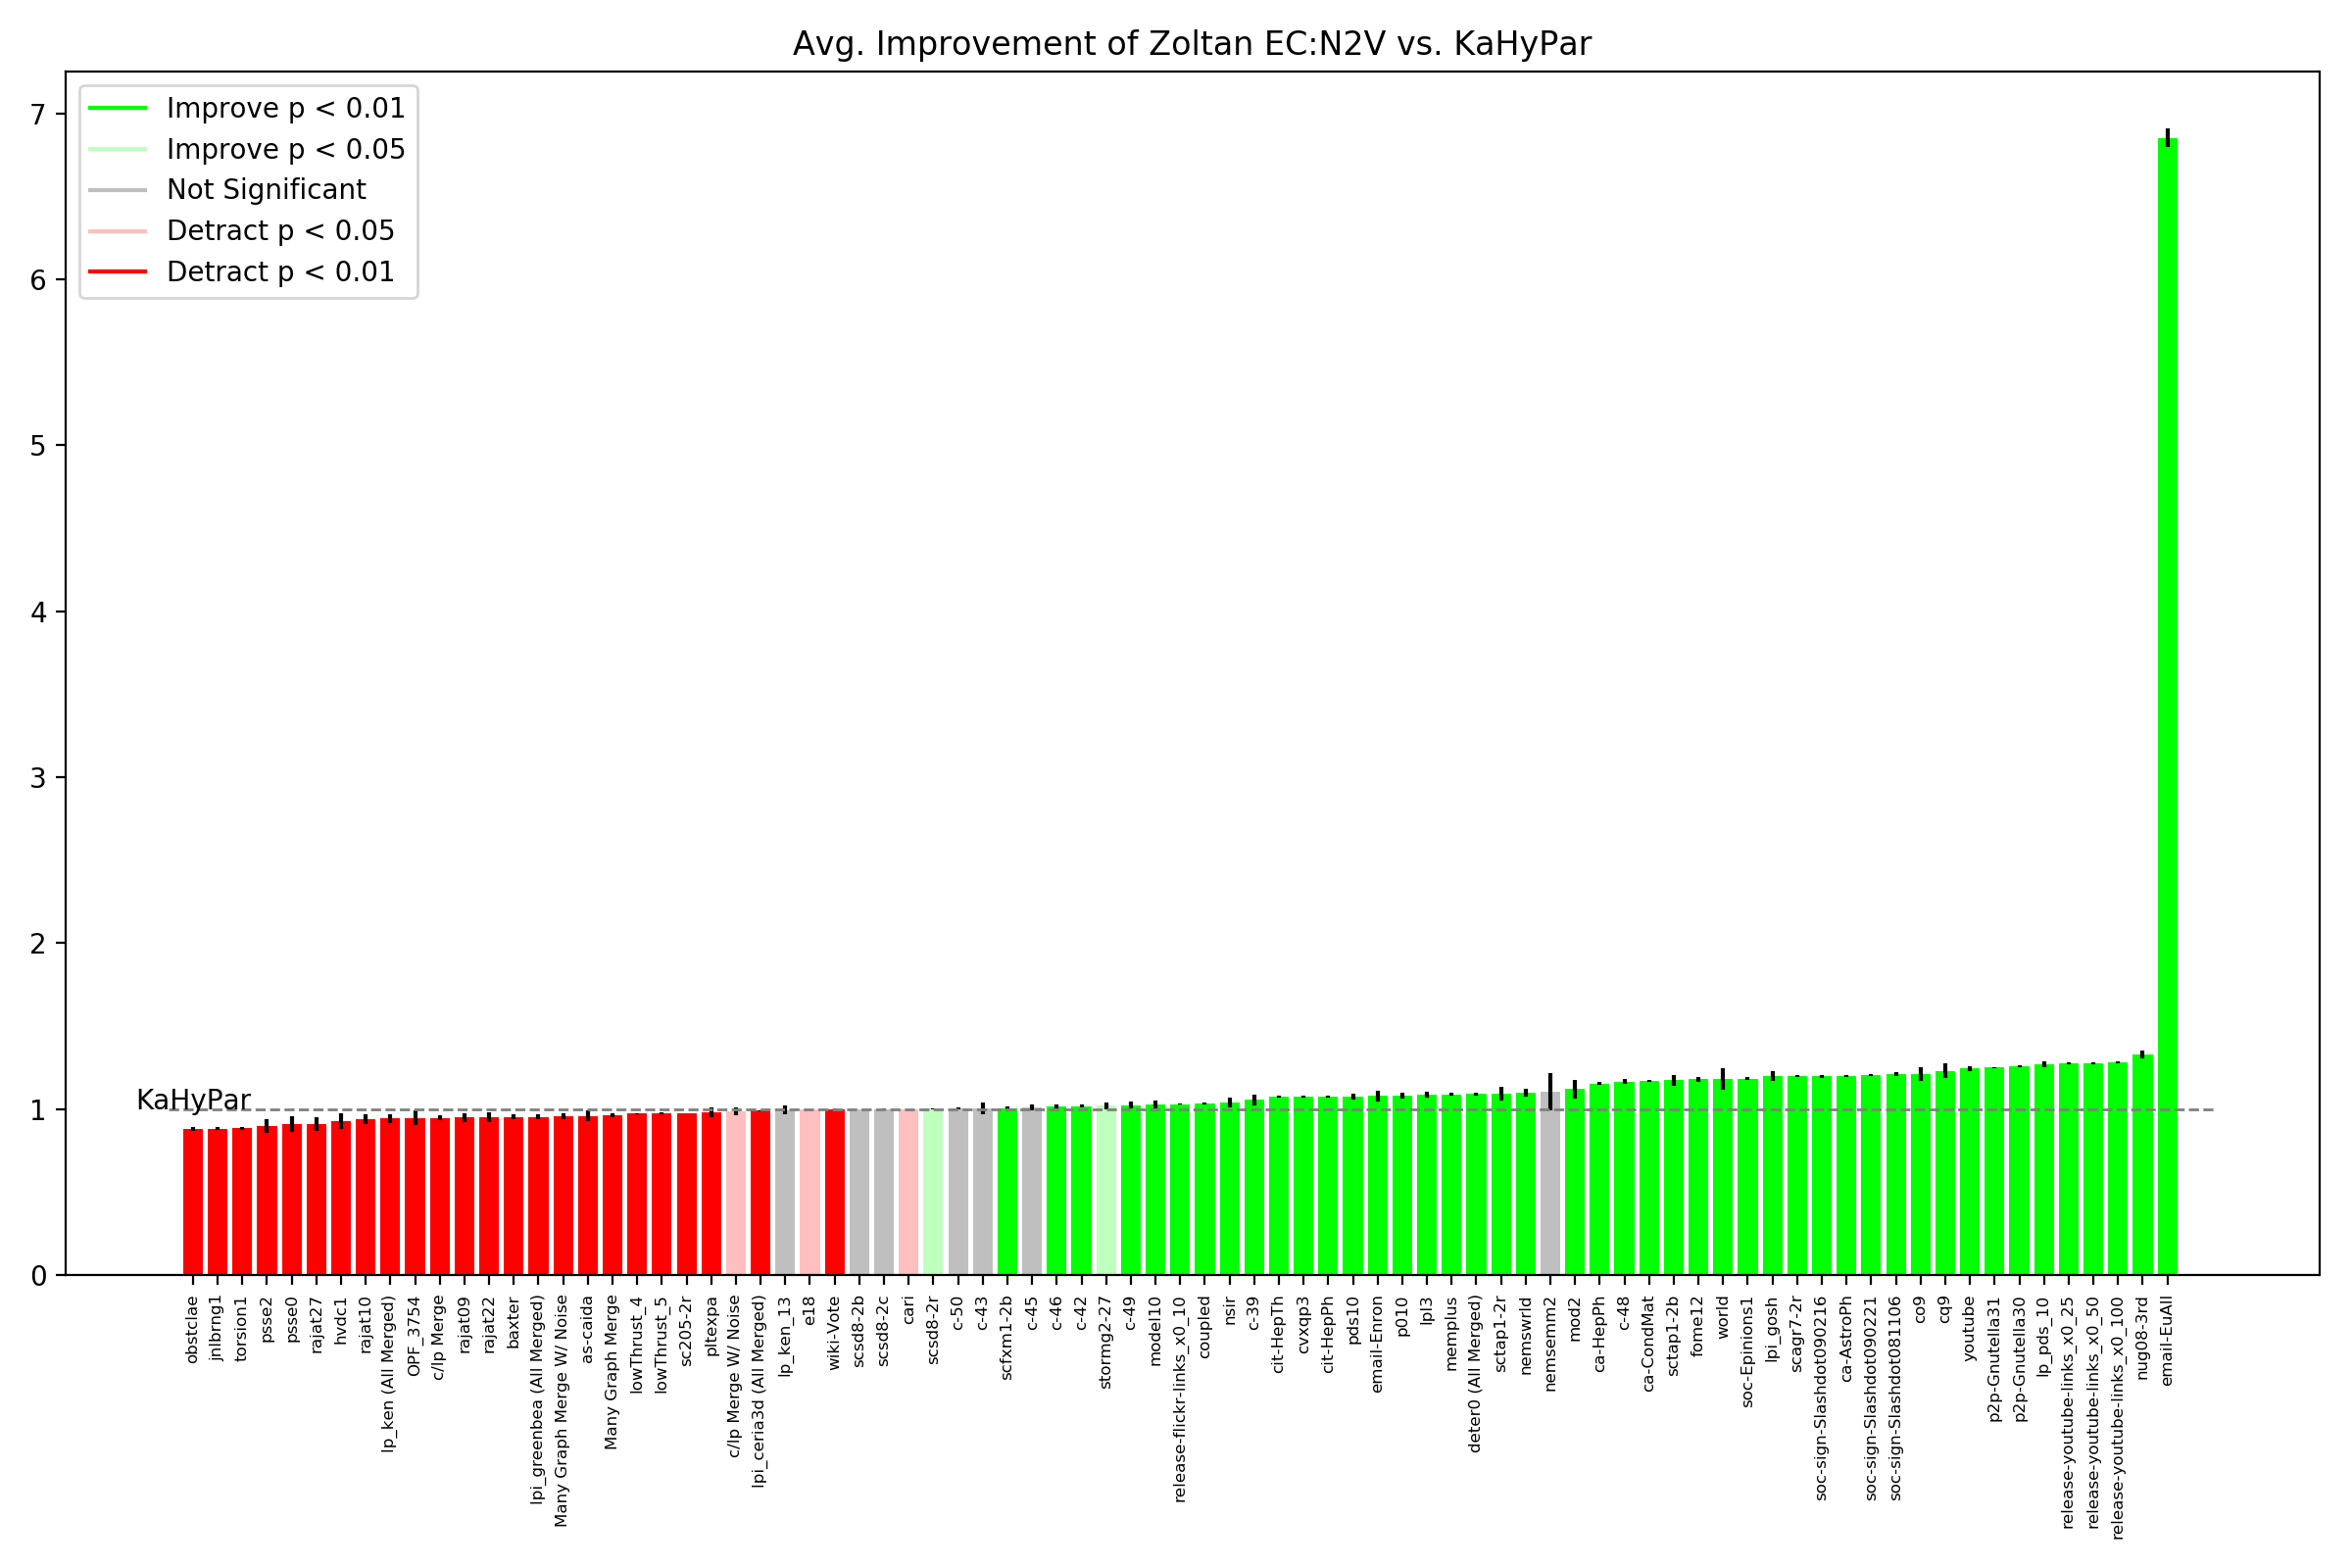 Avg. Improvement of Zoltan EC:N2V vs. KaHyPar
Improve p < 0.01
Improve p < 0.05
Not Significant
Detract p < 0.05
Detract p < 0.01
7
6
5
4
3
2
1
0
KaHyPar
obstclae
jnlbrng1
torsion1
psse2
psse0
rajat27
hvdc1
rajat10
lp_ken (All Merged)
OPF_3754
c/lp Merge
rajat09
rajat22
baxter
lpi_greenbea (All Merged)
Many Graph Merge W/ Noise
as-caida
Many Graph Merge
lowThrust_4
lowThrust_5
sc205-2r
pltexpa
c/lp Merge W/ Noise
lpi_ceria3d (All Merged)
lp_ken_13
e18
wiki-Vote
scsd8-2b
scsd8-2c
cari
scsd8-2r
c-50
c-43
scfxm1-2b
c-45
c-46
c-42
stormg2-27
c-49
model10
release-flickr-links_x0_10
coupled
nsir
c-39
cit-HepTh
cvxqp3
cit-HepPh
pds10
email-Enron
p010
lpl3
memplus
deter0 (All Merged)
sctap1-2r
nemswrld
nemsemm2
mod2
ca-HepPh
c-48
ca-CondMat
sctap1-2b
fome12
world
soc-Epinions1
lpi_gosh
scagr7-2r
soc-sign-Slashdot090216
ca-AstroPh
soc-sign-Slashdot090221
soc-sign-Slashdot081106
co9
cq9
youtube
p2p-Gnutella31
p2p-Gnutella30
lp_pds_10
release-youtube-links_x0_25
release-youtube-links_x0_50
release-youtube-links_x0_100
nug08-3rd
email-EuAll